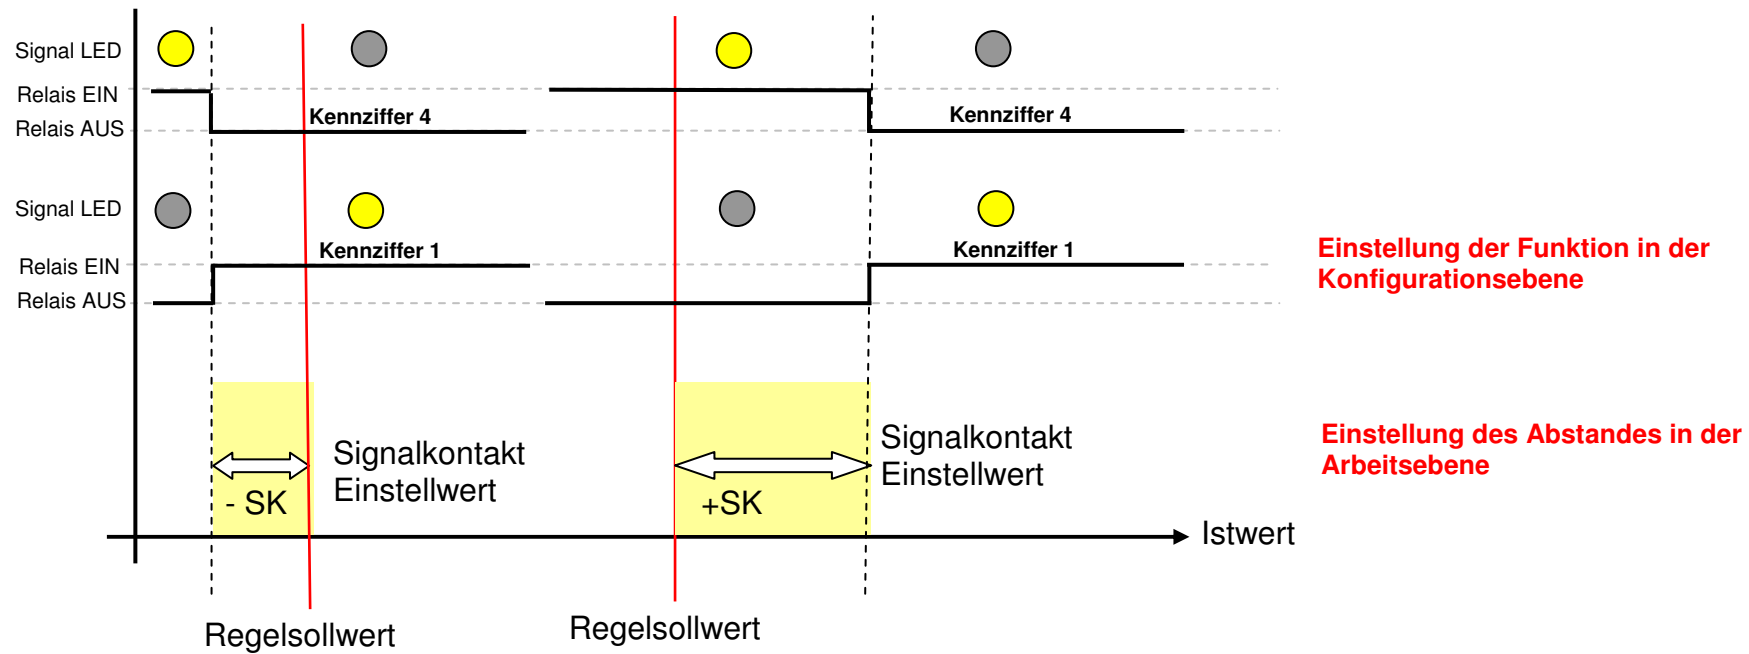 Signal LED
Relais EIN
Relais AUS
Kennziffer 4
Kennziffer 4
Signal LED
Relais EIN
Relais AUS
Kennziffer 1
Kennziffer 1
Einstellung der Funktion in der
Konfigurationsebene
- SK
Signalkontakt
Einstellwert
+SK
Signalkontakt
Einstellwert
Einstellung des Abstandes in der
Arbeitsebene
Istwert
Regelsollwert
Regelsollwert